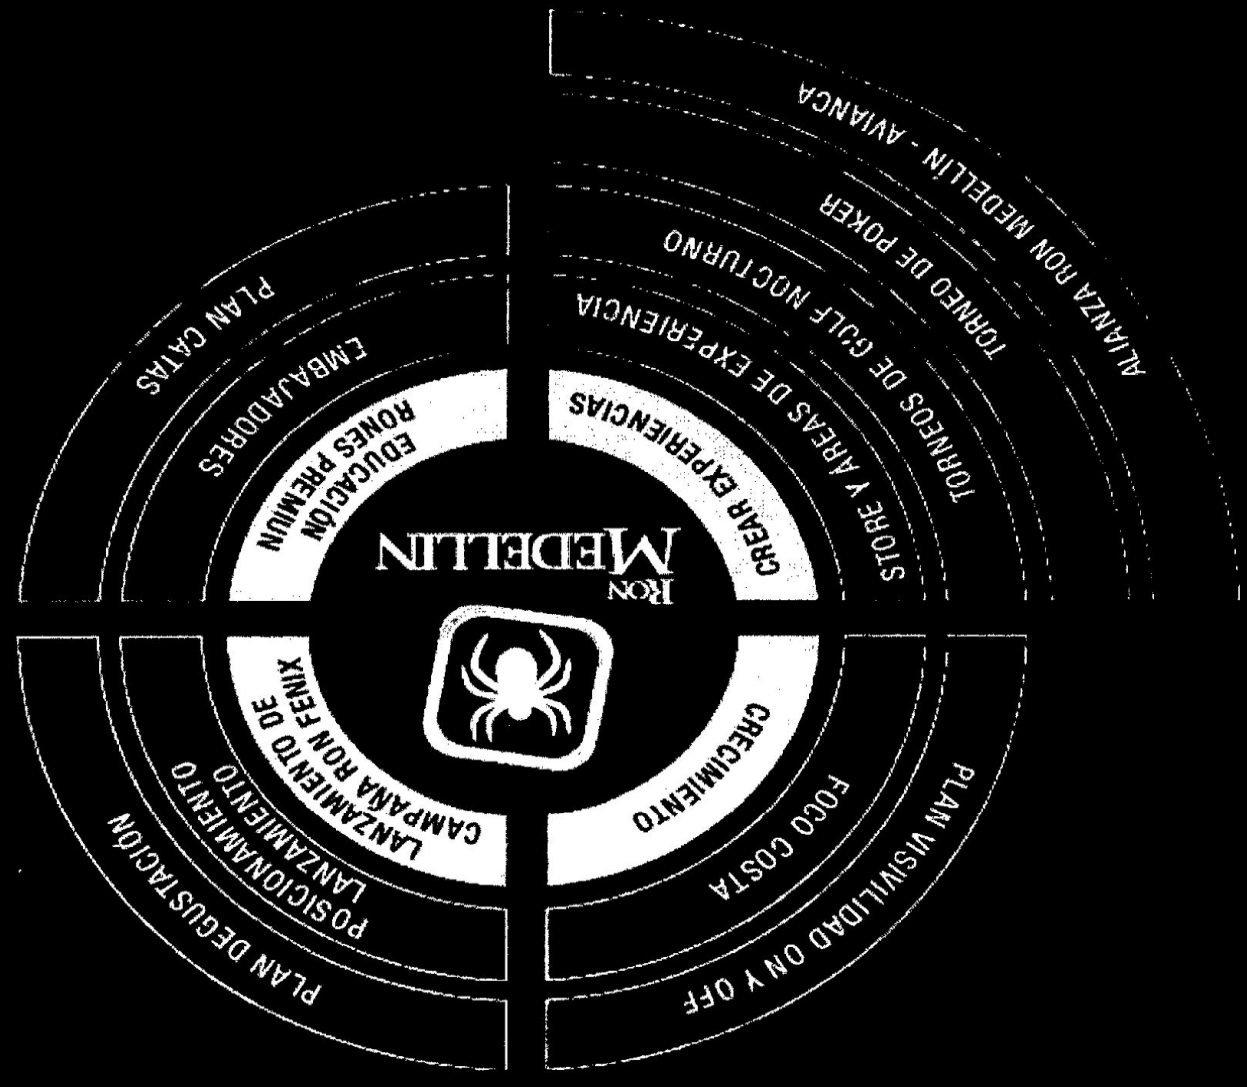 PLAN VISIVILIDAD ON Y OFF
FOCO COSTA
CRECIMIENTO
PLAN DEGUSTACIÓN
POSICIONAMIENTO
LANZAMIENTO
LANZAMIENTO DE
CAMPAÑA RON FENIX
RON
MEDELLIN
CREAR EXPERIENCIAS
STORE Y AREAS DE EXPERIENCIA
TORNEOS DE GOLF NOCTURNO
TORNEO DE POKER
ALIANZA RON MEDELLÍN - AVIANCA
EDUCACIÓN
RONES PREMIUN
EMBAJADORES
PLAN CATAS